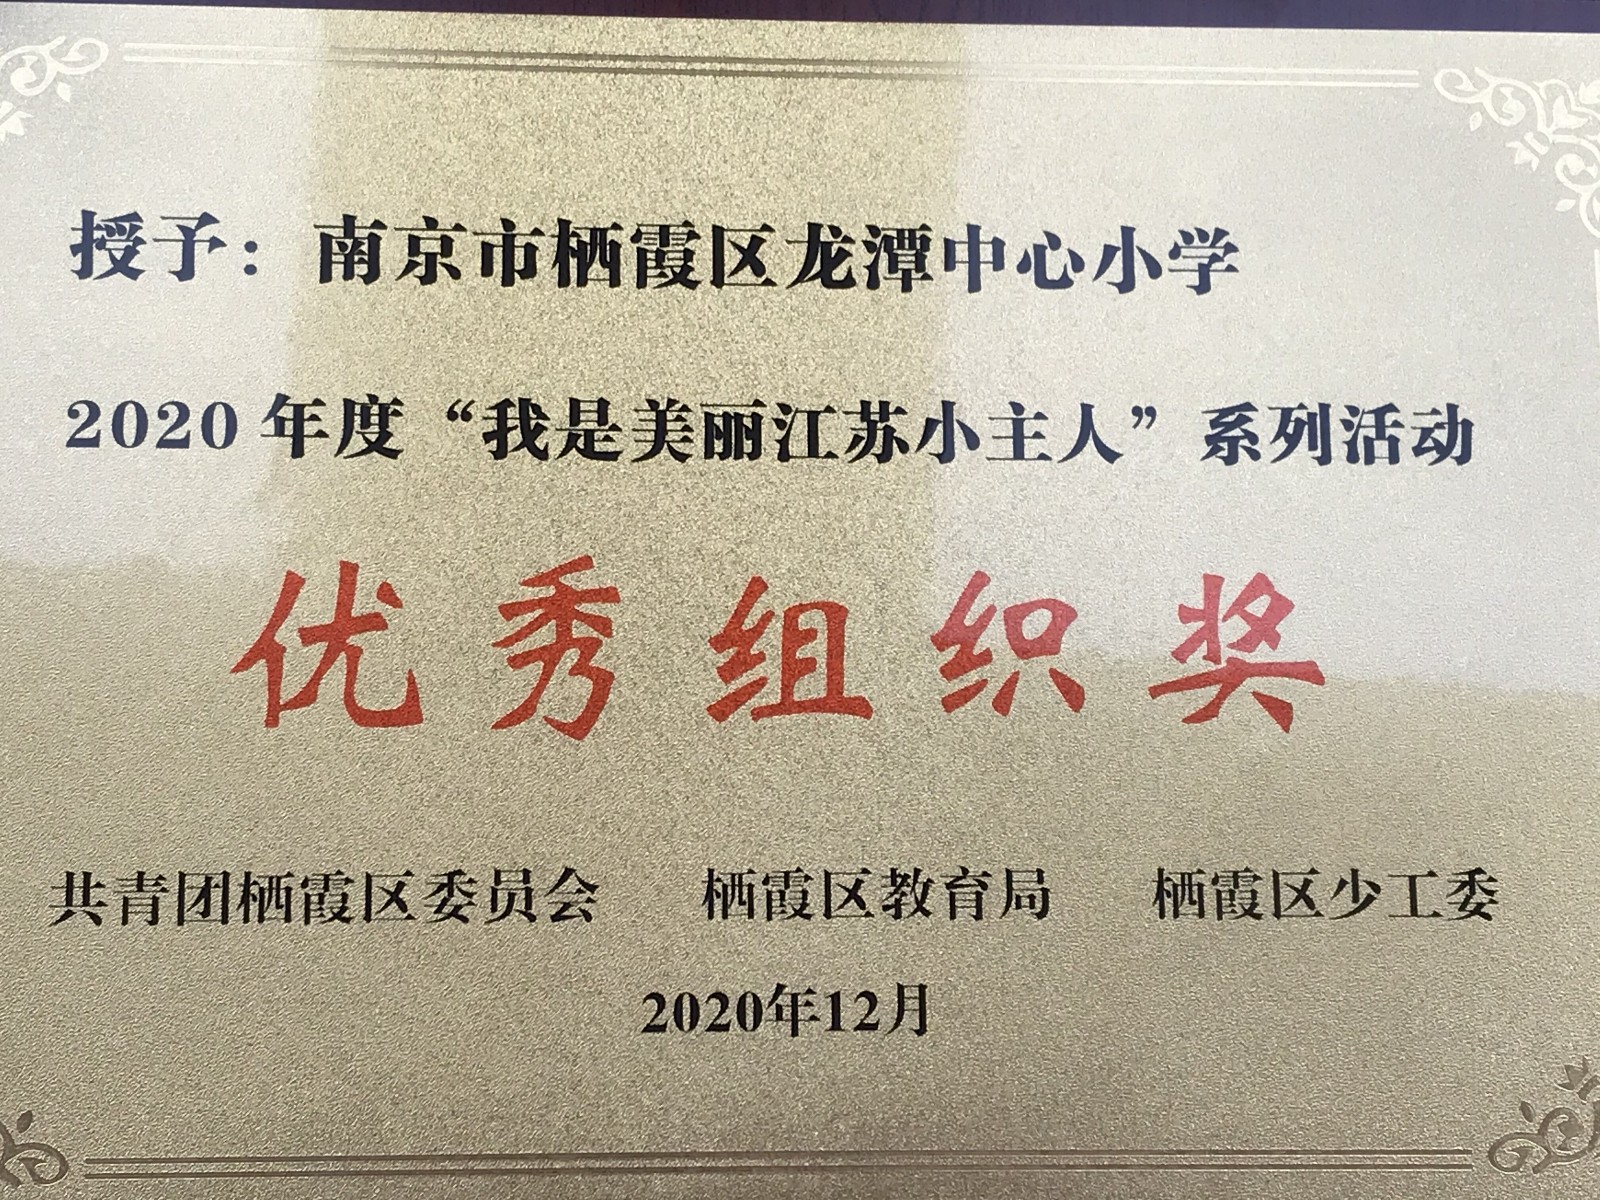 授予：南京市栖霞区龙潭中心小学
2020年度“我是美丽江苏小主人”系列活动
优秀组织奖
共青团栖霞区委员会 栖霞区教育局 栖霞区少工委
2020年12月